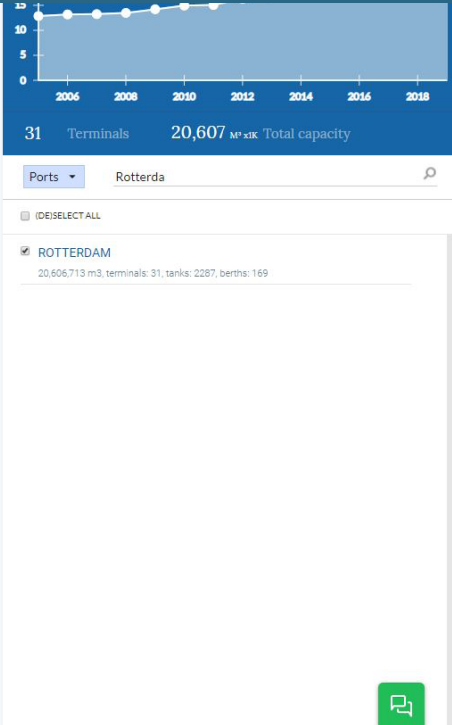 15
10
5
0
2006 2008 2010 2012 2014 2016 2018
31 Terminals 20,607 M³ x1K Total capacity
Ports Rotterda
(DE)SELECT ALL
ROTTERDAM
20,606,713 m3, terminals: 31, tanks: 2287, berths: 169